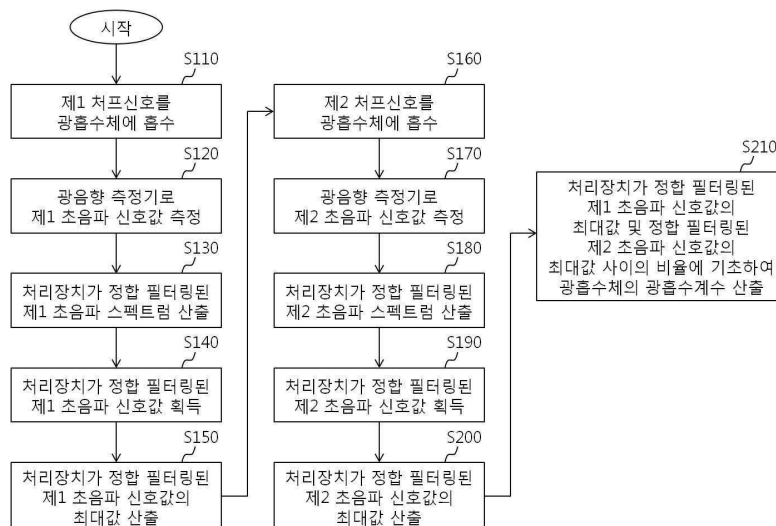 시작
S110
제1 처프신호를
광흡수체에 흡수
S120
광음향 측정기로
제1 초음파 신호값 측정
S130
처리장치가 정합 필터링된
제1 초음파 스펙트럼 산출
S140
처리장치가 정합 필터링된
제1 초음파 신호값 획득
S150
처리장치가 정합 필터링된
제1 초음파 신호값의
최대값 산출
S160
제2 처프신호를
광흡수체에 흡수
S170
광음향 측정기로
제2 초음파 신호값 측정
S180
처리장치가 정합 필터링된
제2 초음파 스펙트럼 산출
S190
처리장치가 정합 필터링된
제2 초음파 신호값 획득
S200
처리장치가 정합 필터링된
제2 초음파 신호값의
최대값 산출
S210
처리장치가 정합 필터링된
제1 초음파 신호값의
최대값 및 정합 필터링된
제2 초음파 신호값의
최대값 사이의 비율에 기초하여
광흡수체의 광흡수계수 산출